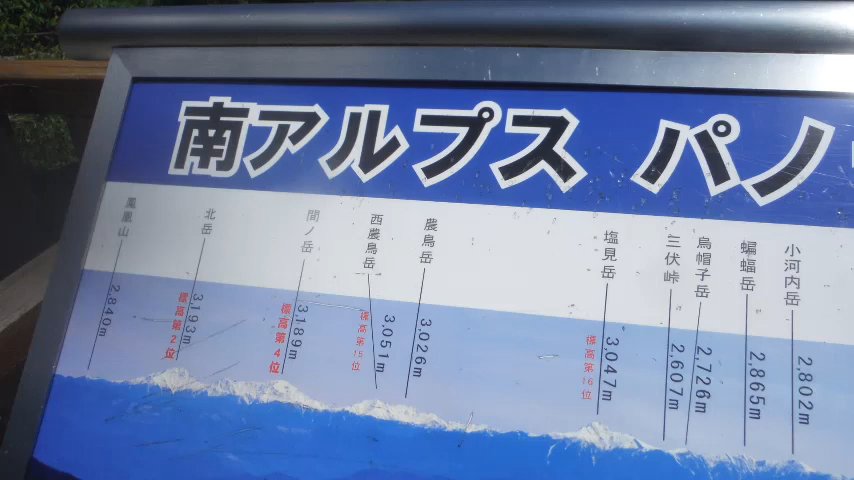 南アルプス パノ
鳳凰山
2,840m
北岳
3,193m
標高第2位
間ノ岳
3,189m
標高第4位
西農鳥岳
3,051m
標高第15位
農鳥岳
3,026m
塩見岳
3,047m
標高第16位
三伏峠
2,607m
烏帽子岳
2,726m
蝙蝠岳
2,865m
小河内岳
2,802m